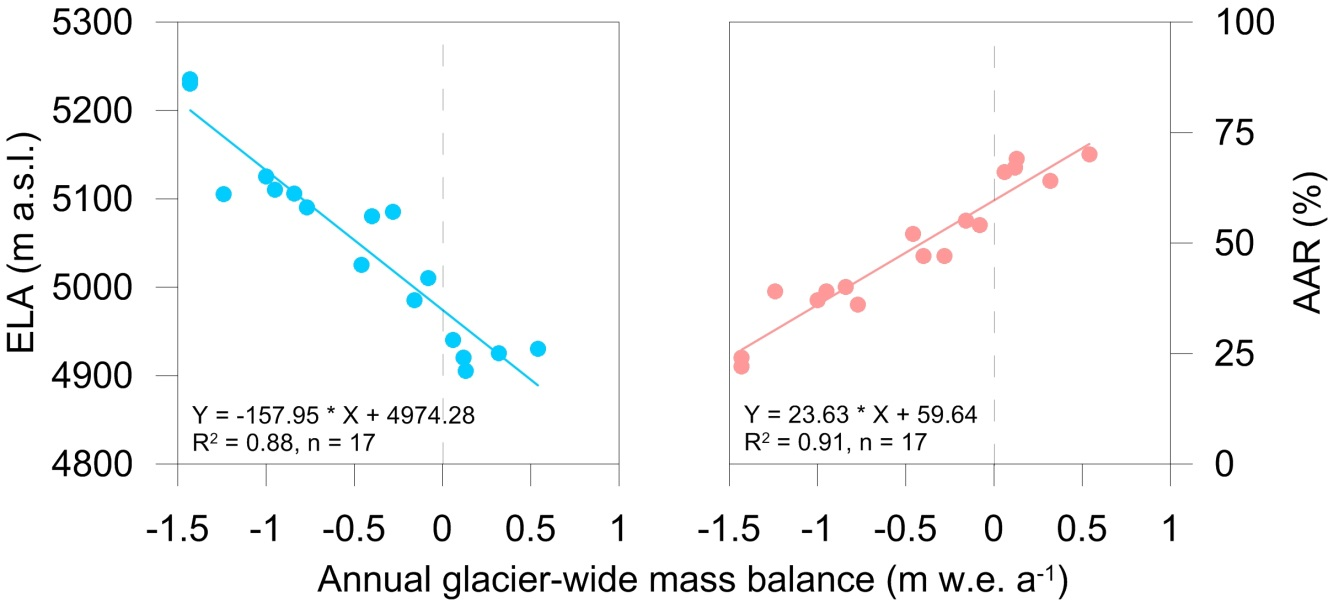 ELA (m a.s.l.)
5300
5200
5100
5000
4900
4800
Y = -157.95 * X + 4974.28
R² = 0.88, n = 17
-1.5 -1 -0.5 0 0.5 1
Y = 23.63 * X + 59.64
R² = 0.91, n = 17
-1.5 -1 -0.5 0 0.5 1
100
75
50
25
0
AAR (%)
Annual glacier-wide mass balance (m w.e. a⁻¹)